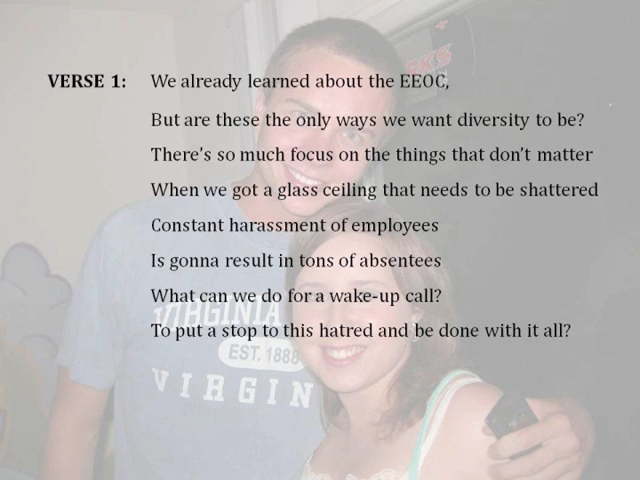 VERSE 1: We already learned about the EEOC,
But are these the only ways we want diversity to be?
There's so much focus on the things that don't matter
When we got a glass ceiling that needs to be shattered
Constant harassment of employees
Is gonna result in tons of absentees
What can we do for a wake-up call?
To put a stop to this hatred and be done with it all?
VIRGINIA
EST. 1888
VIRGIN